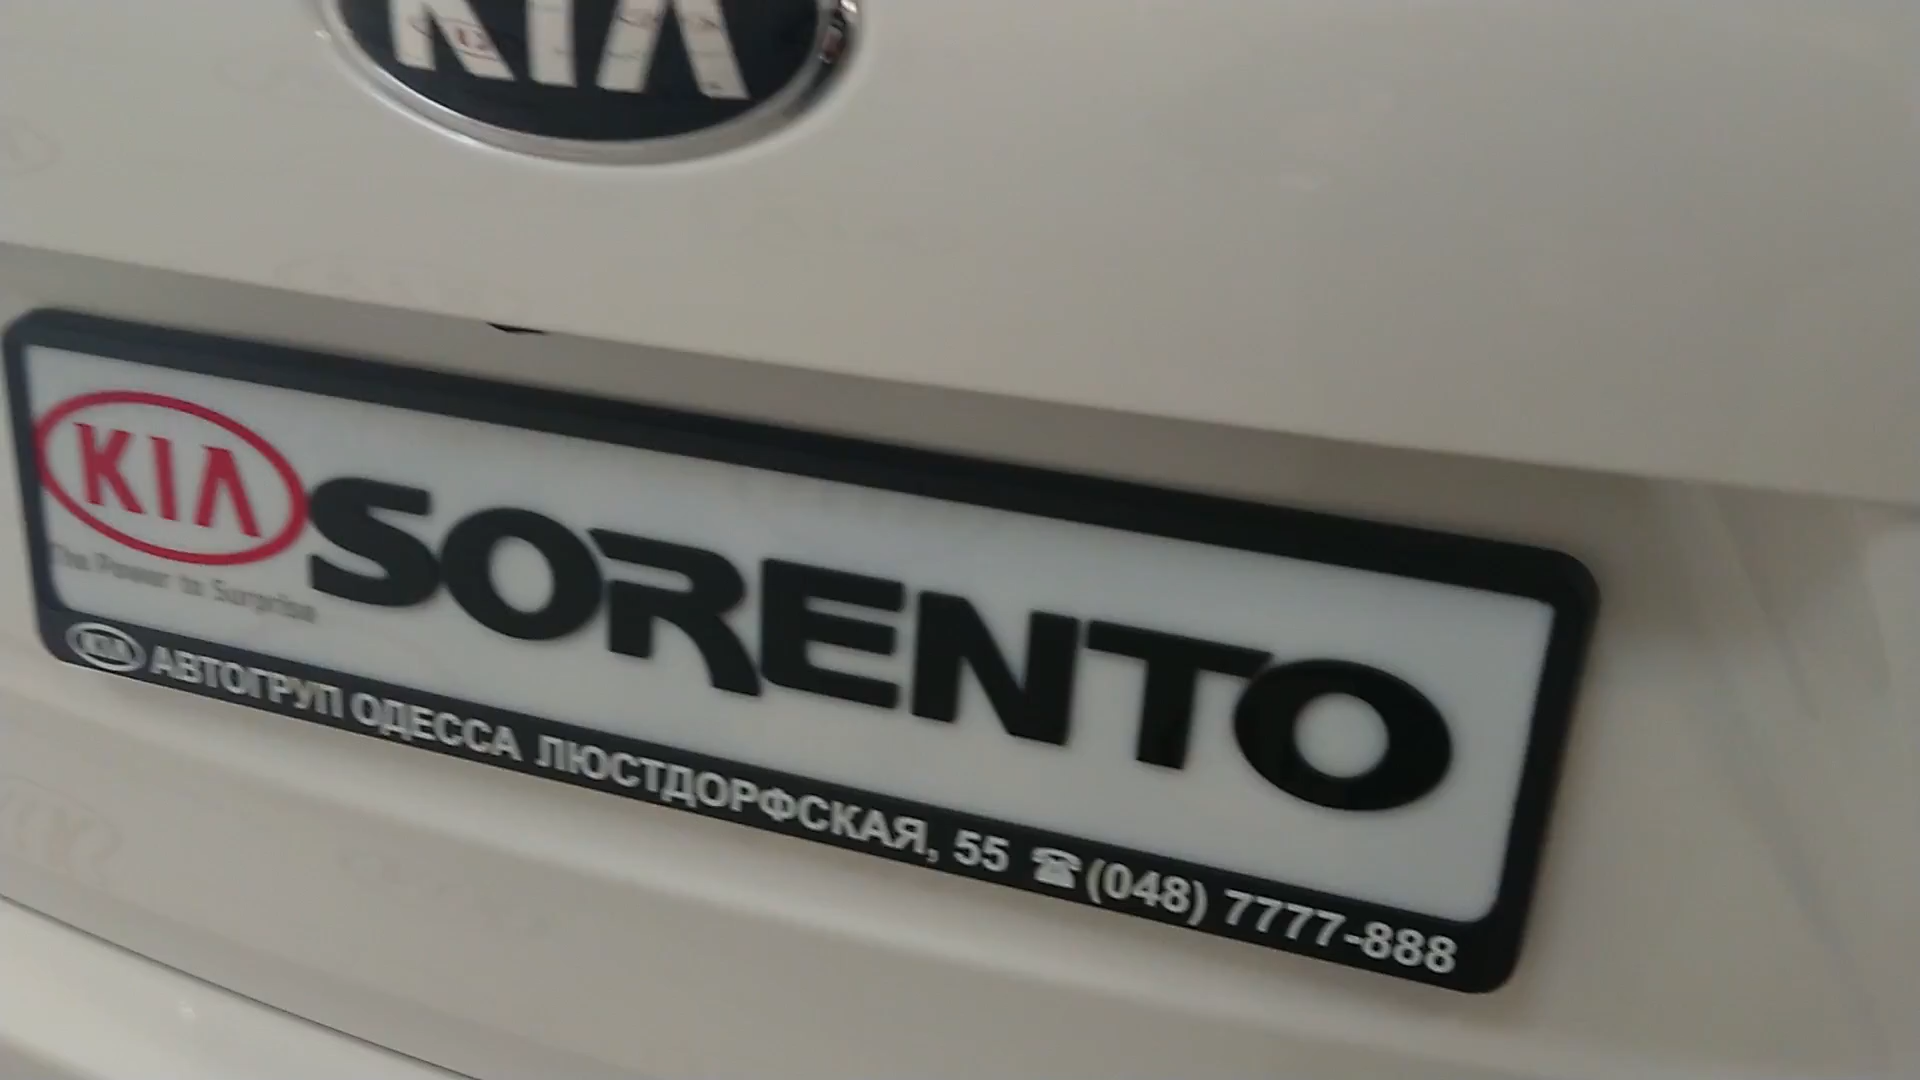 KIA
KIA SORENTO
The Power to Surprise
KIA АВТОГРУП ОДЕССА ЛЮСТДОРФСКАЯ, 55 ☎(048) 7777-888